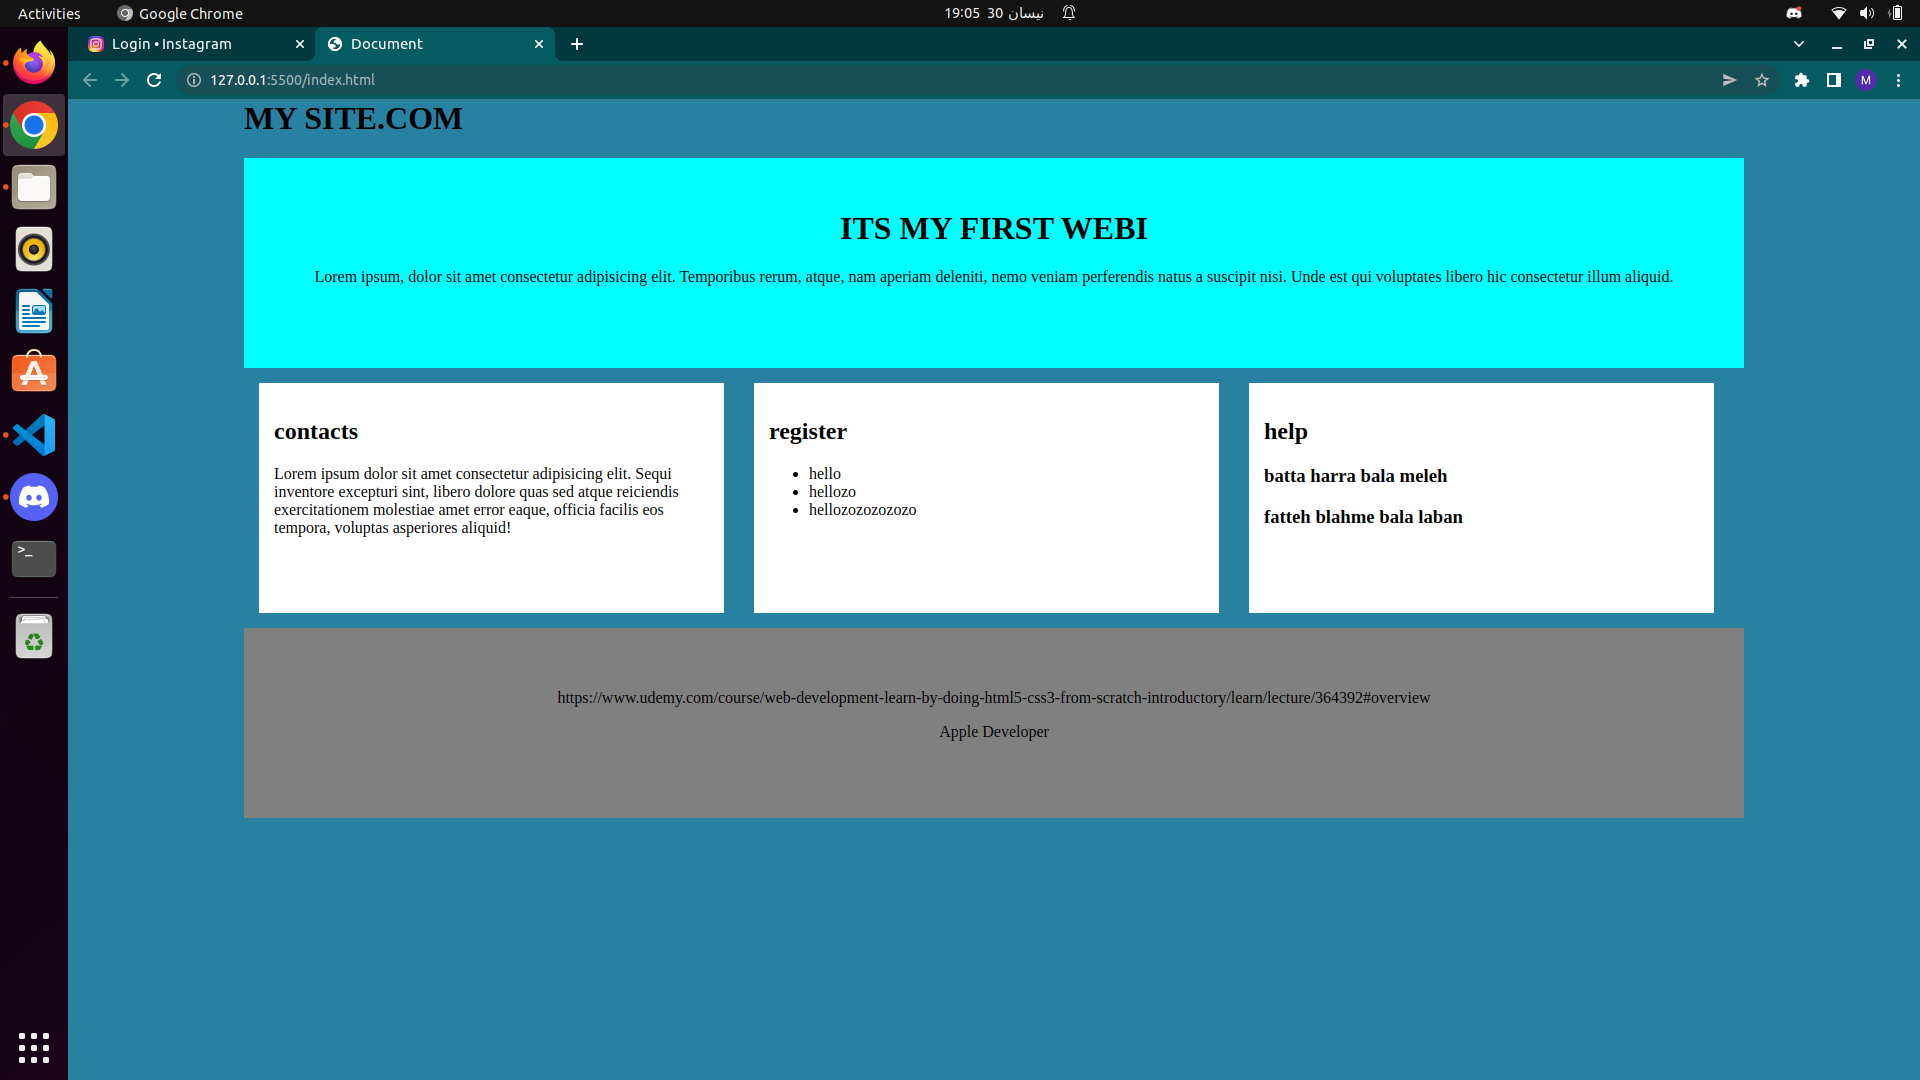 Activities
Google Chrome
19:05 30 نيسان
Login • Instagram
Document
127.0.0.1:5500/index.html
M
MY SITE.COM
ITS MY FIRST WEBI
Lorem ipsum, dolor sit amet consectetur adipisicing elit. Temporibus rerum, atque, nam aperiam deleniti, nemo veniam perferendis natus a suscipit nisi. Unde est qui voluptates libero hic consectetur illum aliquid.
contacts
Lorem ipsum dolor sit amet consectetur adipisicing elit. Sequi
inventore excepturi sint, libero dolore quas sed atque reiciendis
exercitationem molestiae amet error eaque, officia facilis eos
tempora, voluptas asperiores aliquid!
register
hello
hellozo
hellozozozozozo
help
batta harra bala meleh
fatteh blahme bala laban
https://www.udemy.com/course/web-development-learn-by-doing-html5-css3-from-scratch-introductory/learn/lecture/364392#overview
Apple Developer